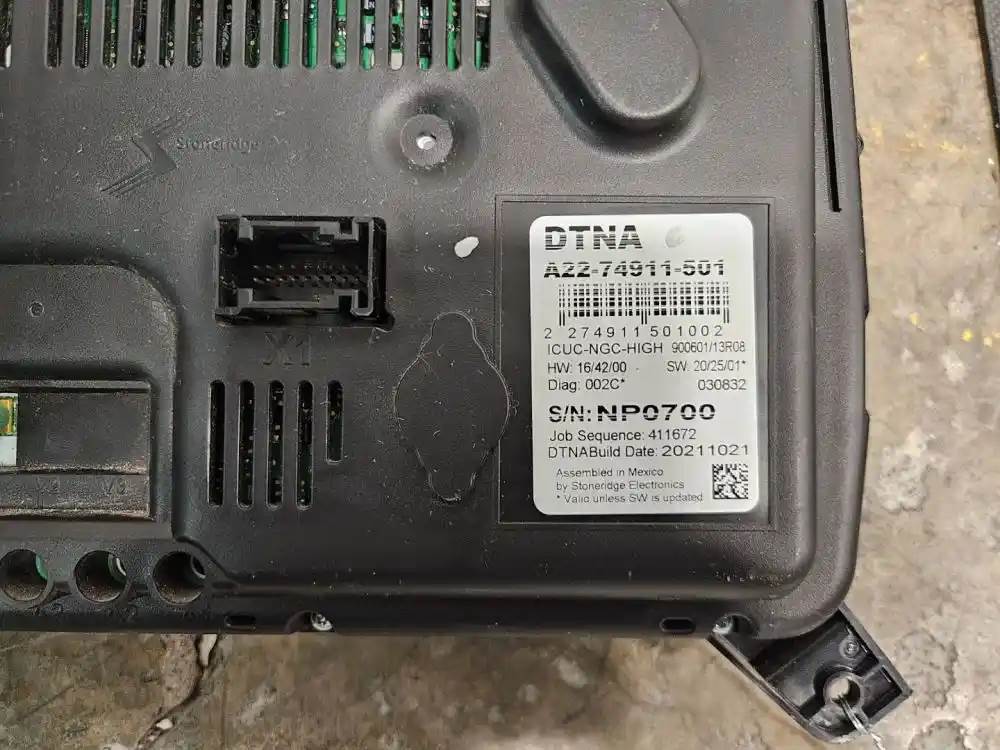 Stoneridge
X1
DTNA
A22-74911-501
2 274911 501002
ICUC-NGC-HIGH 900601/13R08
HW: 16/42/00 SW: 20/25/01*
Diag: 002C* 030832
S/N: NP0700
Job Sequence: 411672
DTNABuild Date: 20211021
Assembled in Mexico
by Stoneridge Electronics
* Valid unless SW is updated